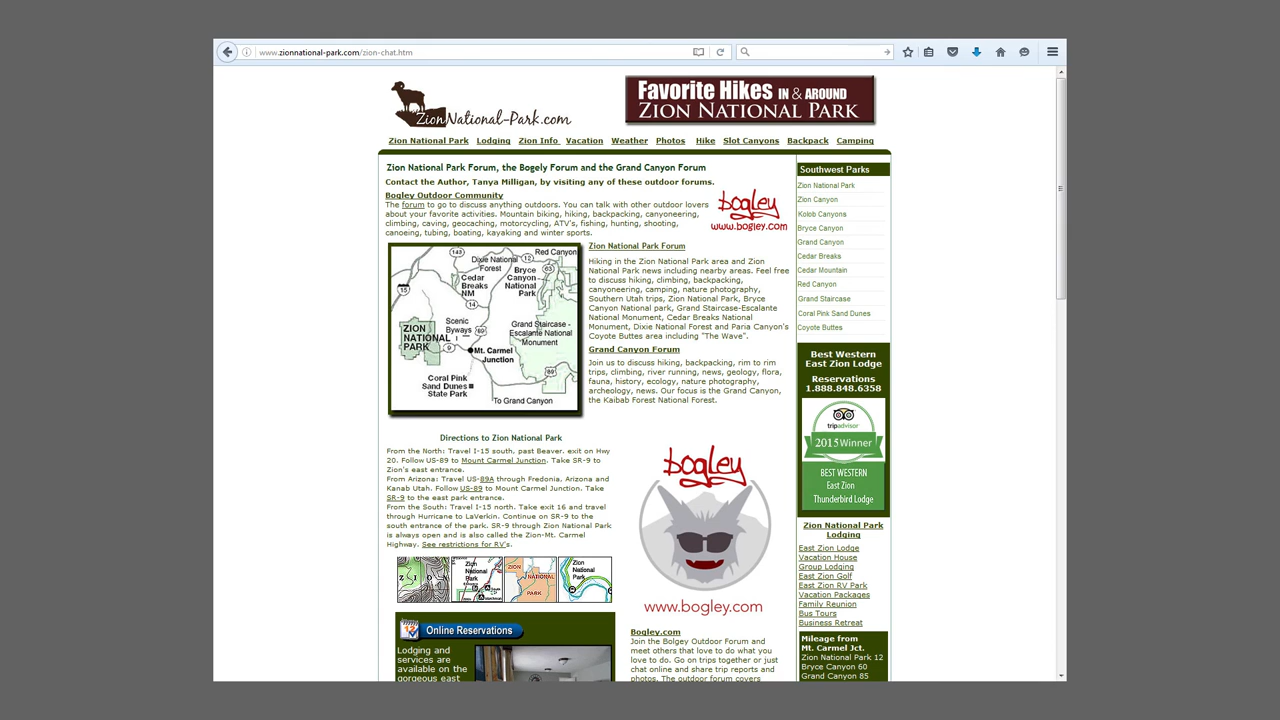 www.zionnational-park.com/zion-chat.htm
ZionNational-Park.com
Favorite Hikes IN & AROUND
ZION NATIONAL PARK
Zion National Park Lodging Zion Info Vacation Weather Photos Hike Slot Canyons Backpack Camping
Zion National Park Forum, the Bogely Forum and the Grand Canyon Forum
Contact the Author, Tanya Milligan, by visiting any of these outdoor forums.
Bogley Outdoor Community
The forum to go to discuss anything outdoors. You can talk with other outdoor lovers
about your favorite activities. Mountain biking, hiking, backpacking, canyoneering,
climbing, caving, geocaching, motorcycling, ATV's, fishing, hunting, shooting,
canoeing, tubing, boating, kayaking and winter sports.
bogley
www.bogley.com
143
12
Red Canyon
Dixie National
Forest
63
Bryce
Canyon
National
Park
Cedar
Breaks
NM
15
14
Scenic
Byways
89
Grand Staircase -
Escalante National
Monument
ZION
NATIONAL
PARK
9
Mt. Carmel
Junction
Coral Pink
Sand Dunes
State Park
89
To Grand Canyon
Zion National Park Forum
Hiking in the Zion National Park area and Zion
National Park news including nearby areas. Feel free
to discuss hiking, climbing, backpacking,
canyoneering, camping, nature photography,
Southern Utah trips, Zion National Park, Bryce
Canyon National park, Grand Staircase-Escalante
National Monument, Cedar Breaks National
Monument, Dixie National Forest and Paria Canyon's
Coyote Buttes area including "The Wave".
Grand Canyon Forum
Join us to discuss hiking, backpacking, rim to rim
trips, climbing, river running, news, geology, flora,
fauna, history, ecology, nature photography,
archeology, news. Our focus is the Grand Canyon,
the Kaibab Forest National Forest.
Directions to Zion National Park
From the North: Travel I-15 south, past Beaver, exit on Hwy
20. Follow US-89 to Mount Carmel Junction. Take SR-9 to
Zion's east entrance.
From Arizona: Travel US-89A through Fredonia, Arizona and
Kanab Utah. Follow US-89 to Mount Carmel Junction. Take
SR-9 to the east park entrance.
From the South: Travel I-15 north. Take exit 16 and travel
through Hurricane to LaVerkin. Continue on SR-9 to the
south entrance of the park. SR-9 through Zion National Park
is always open and is also called the Zion-Mt. Carmel
Highway. See restrictions for RV's.
Z I O N
Zion
National
Park
ZION
NATIONAL
PARK
Zion
National
Park
12
Online Reservations
Lodging and
services are
available on the
gorgeous east
bogley
www.bogley.com
Bogley.com
Join the Bolgey Outdoor Forum and
meet others that love to do what you
love to do. Go on trips together or just
chat online and share trip reports and
photos. The outdoor forum covers
Southwest Parks
Zion National Park
Zion Canyon
Kolob Canyons
Bryce Canyon
Grand Canyon
Cedar Breaks
Cedar Mountain
Red Canyon
Grand Staircase
Coral Pink Sand Dunes
Coyote Buttes
Best Western
East Zion Lodge
Reservations
1.888.848.6358
tripadvisor
2015 Winner
BEST WESTERN
East Zion
Thunderbird Lodge
Zion National Park
Lodging
East Zion Lodge
Vacation House
Group Lodging
East Zion Golf
East Zion RV Park
Vacation Packages
Family Reunion
Bus Tours
Business Retreat
Mileage from
Mt. Carmel Jct.
Zion National Park 12
Bryce Canyon 60
Grand Canyon 85